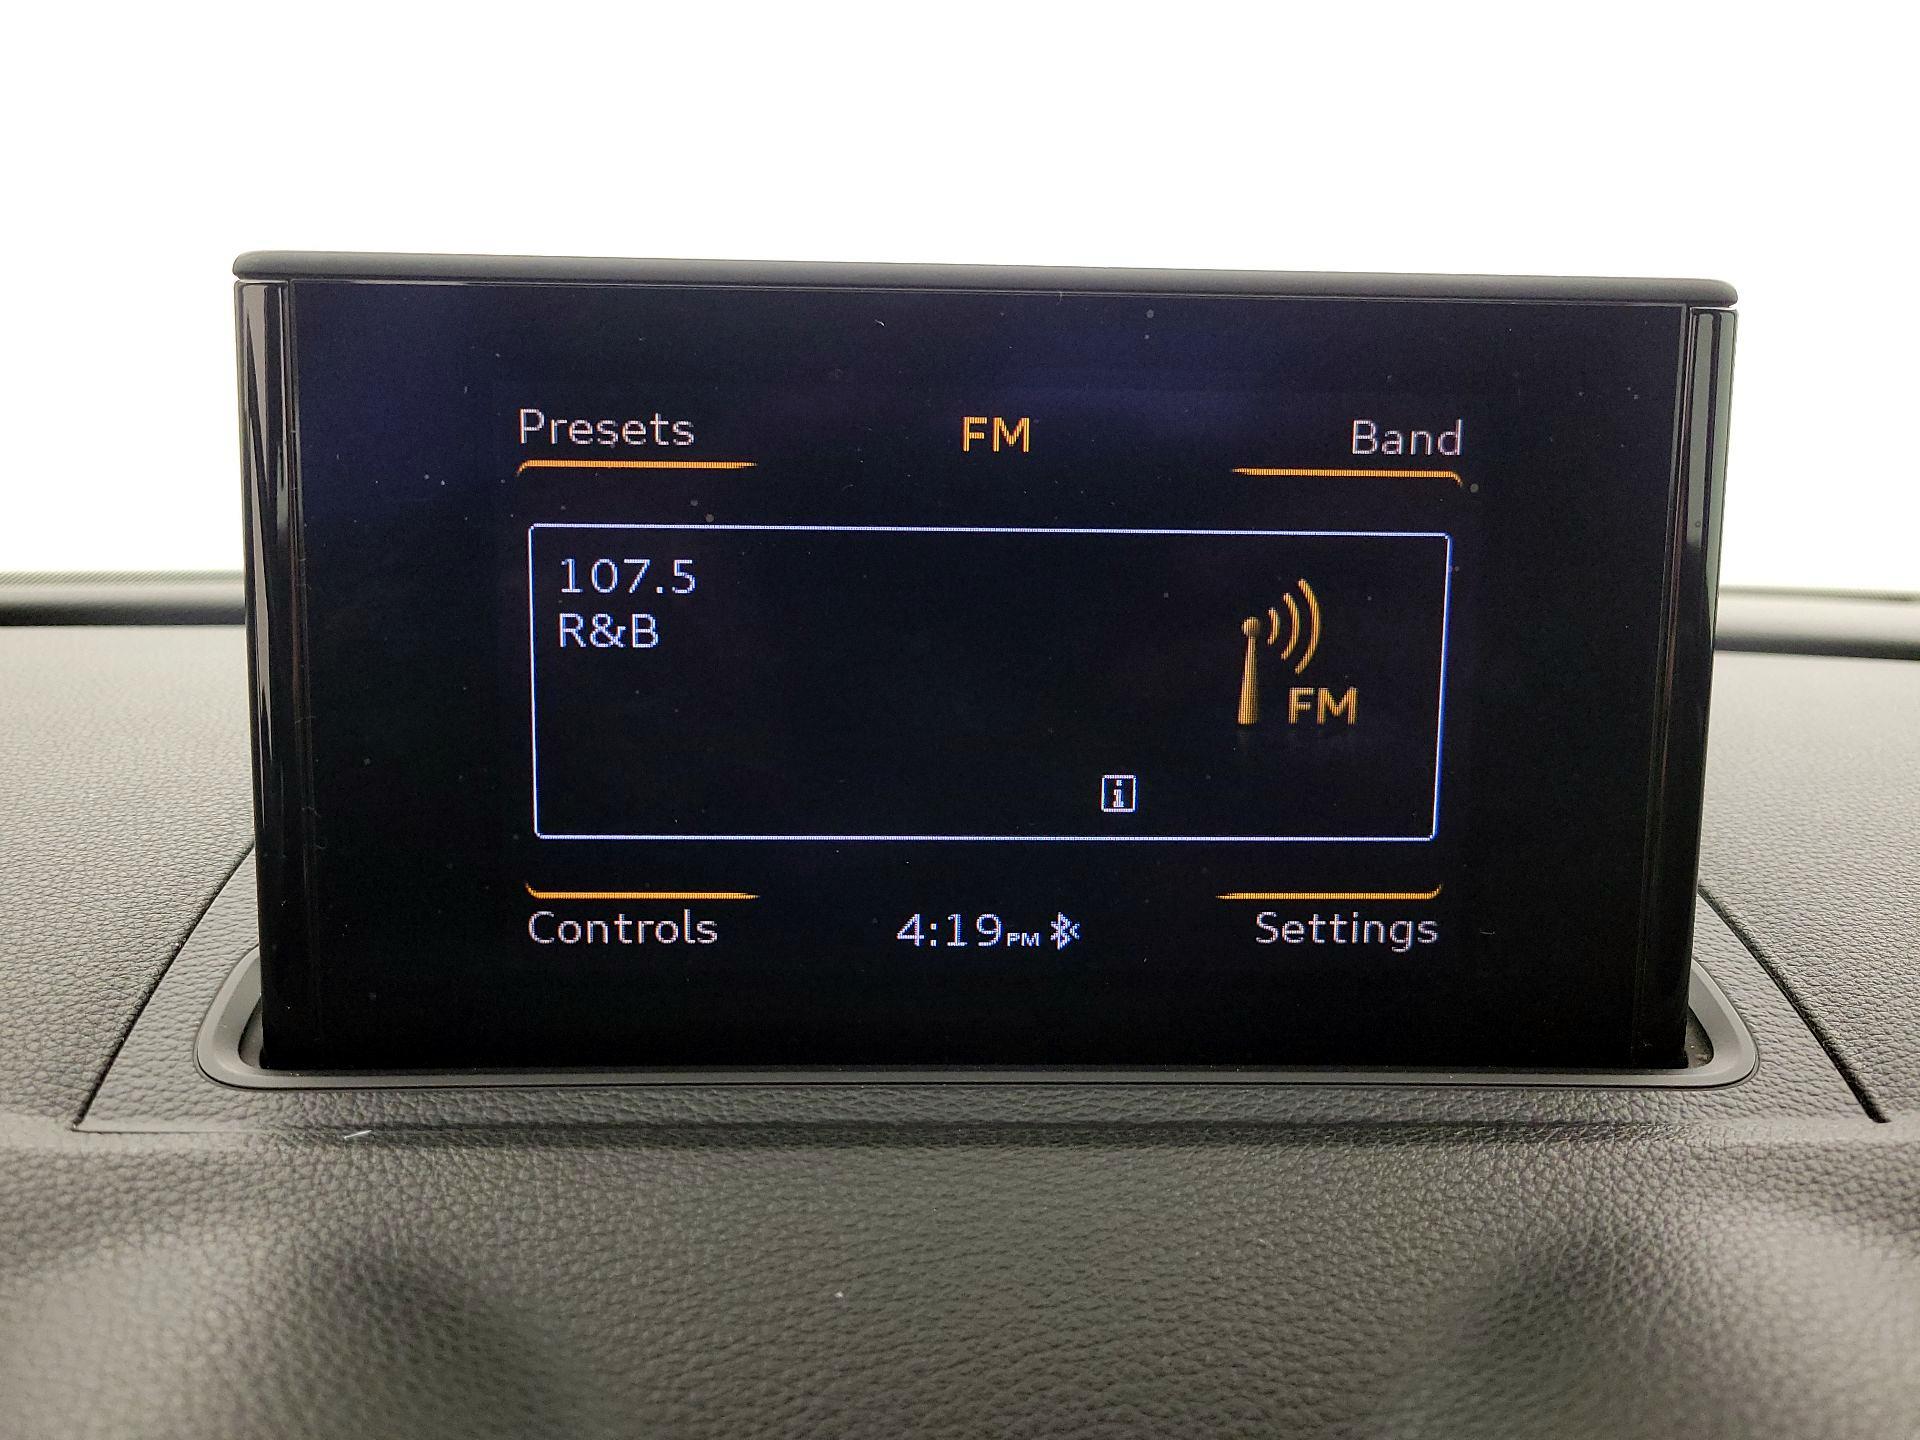 Presets FM Band
107.5
R&B
FM
i
Controls 4:19PM Settings